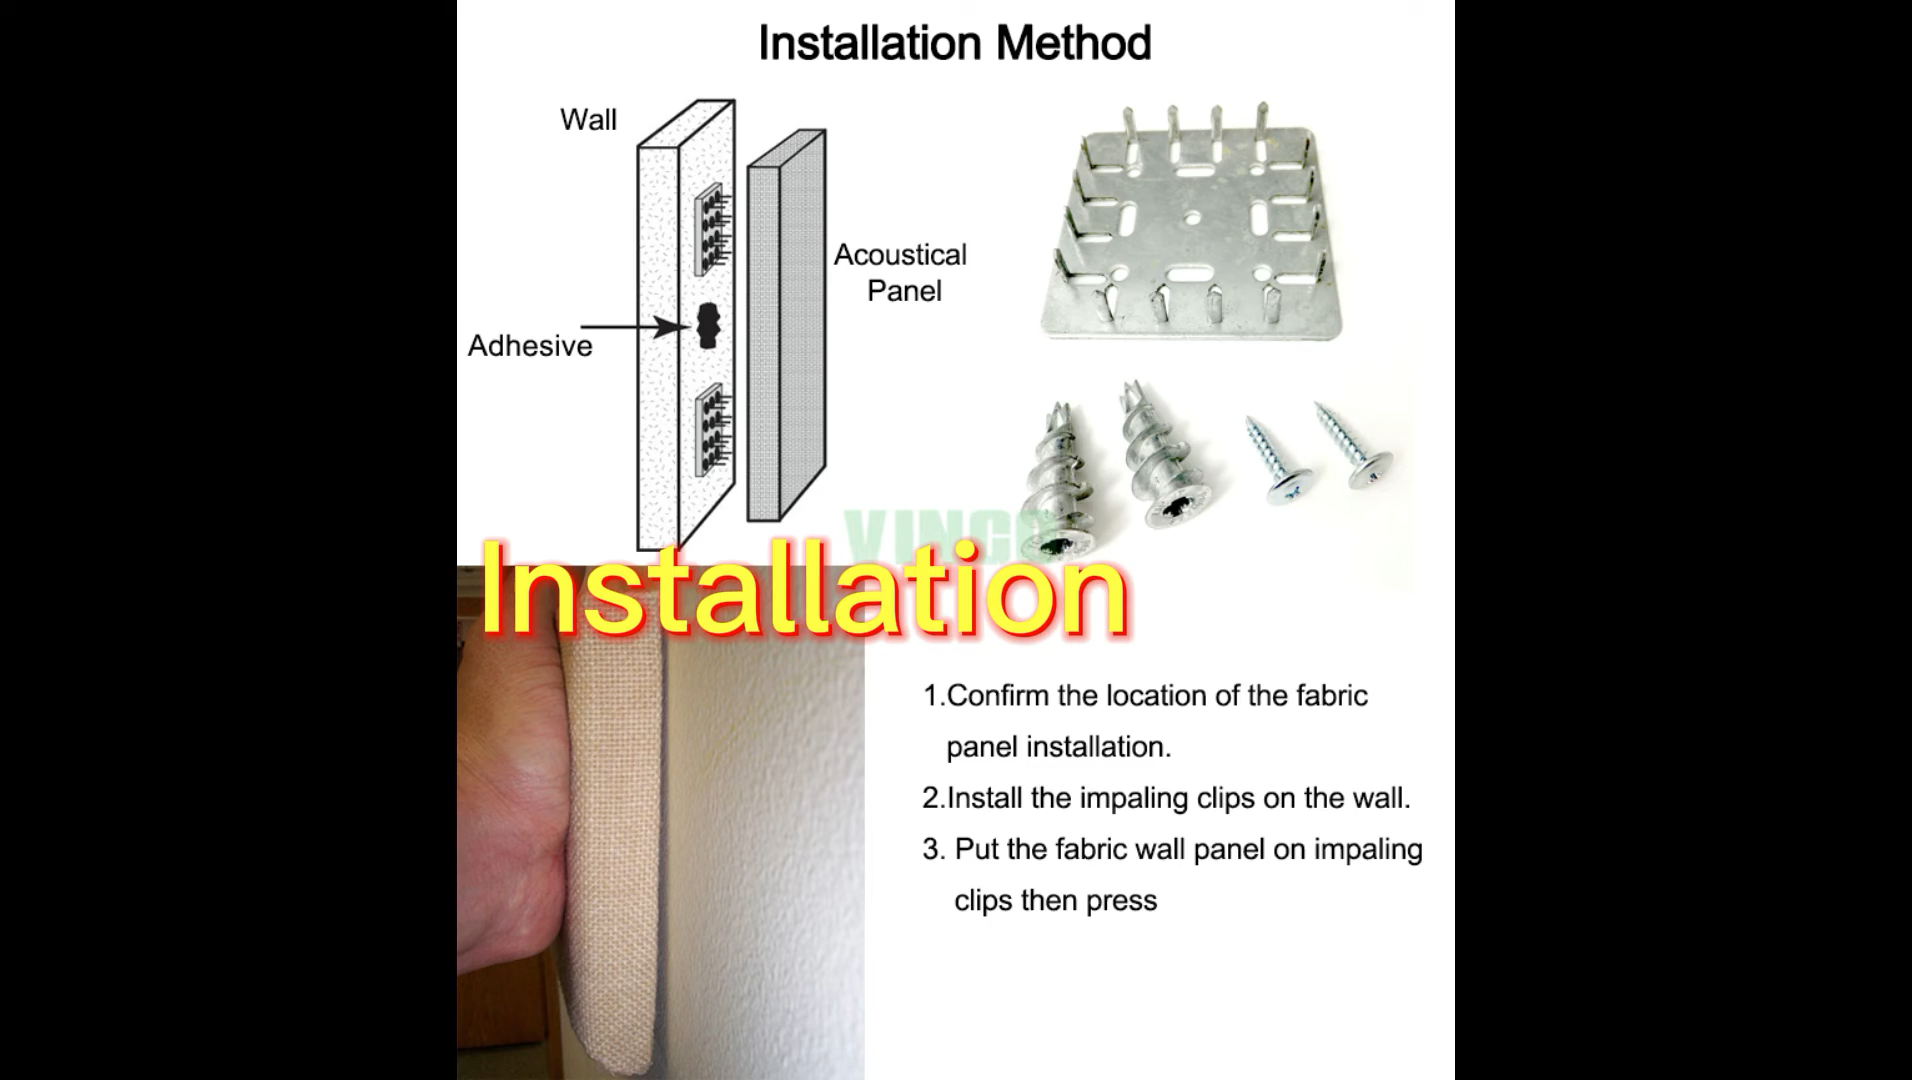 Installation Method
Wall
Acoustical
Panel
Adhesive
VINCO
Installation
1.Confirm the location of the fabric
panel installation.
2.Install the impaling clips on the wall.
3. Put the fabric wall panel on impaling
clips then press